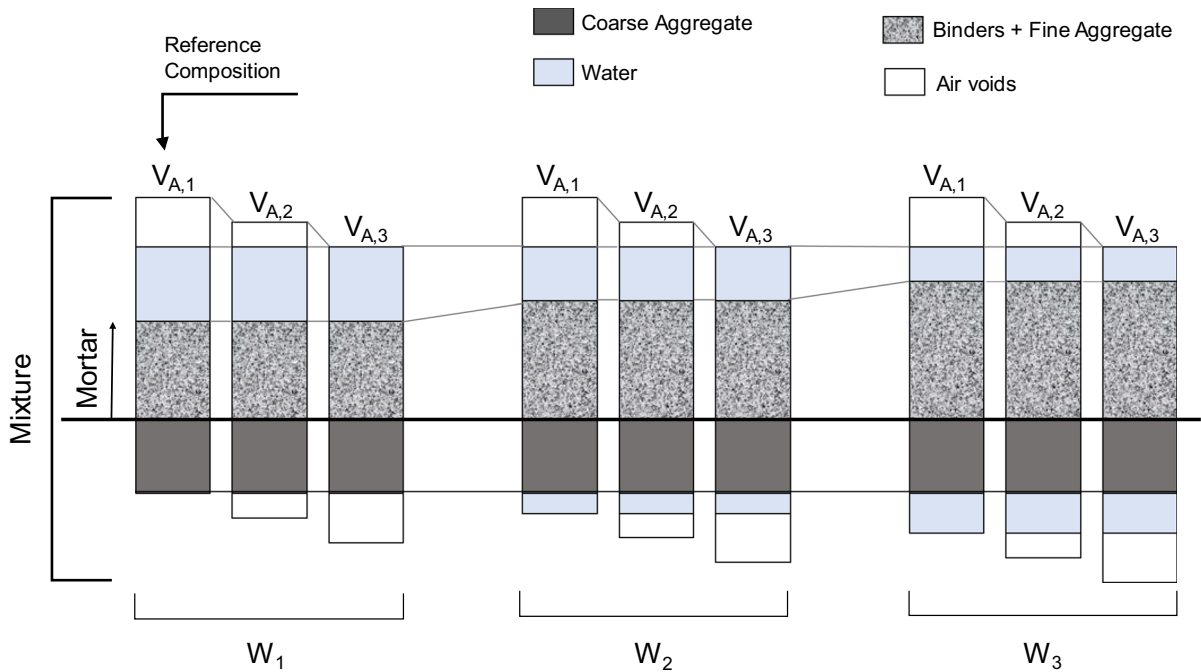 Reference
Composition
Coarse Aggregate
Binders + Fine Aggregate
Water
Air voids
V_A,1
V_A,2
V_A,3
V_A,1
V_A,2
V_A,3
V_A,1
V_A,2
V_A,3
Mixture
Mortar
W_1
W_2
W_3